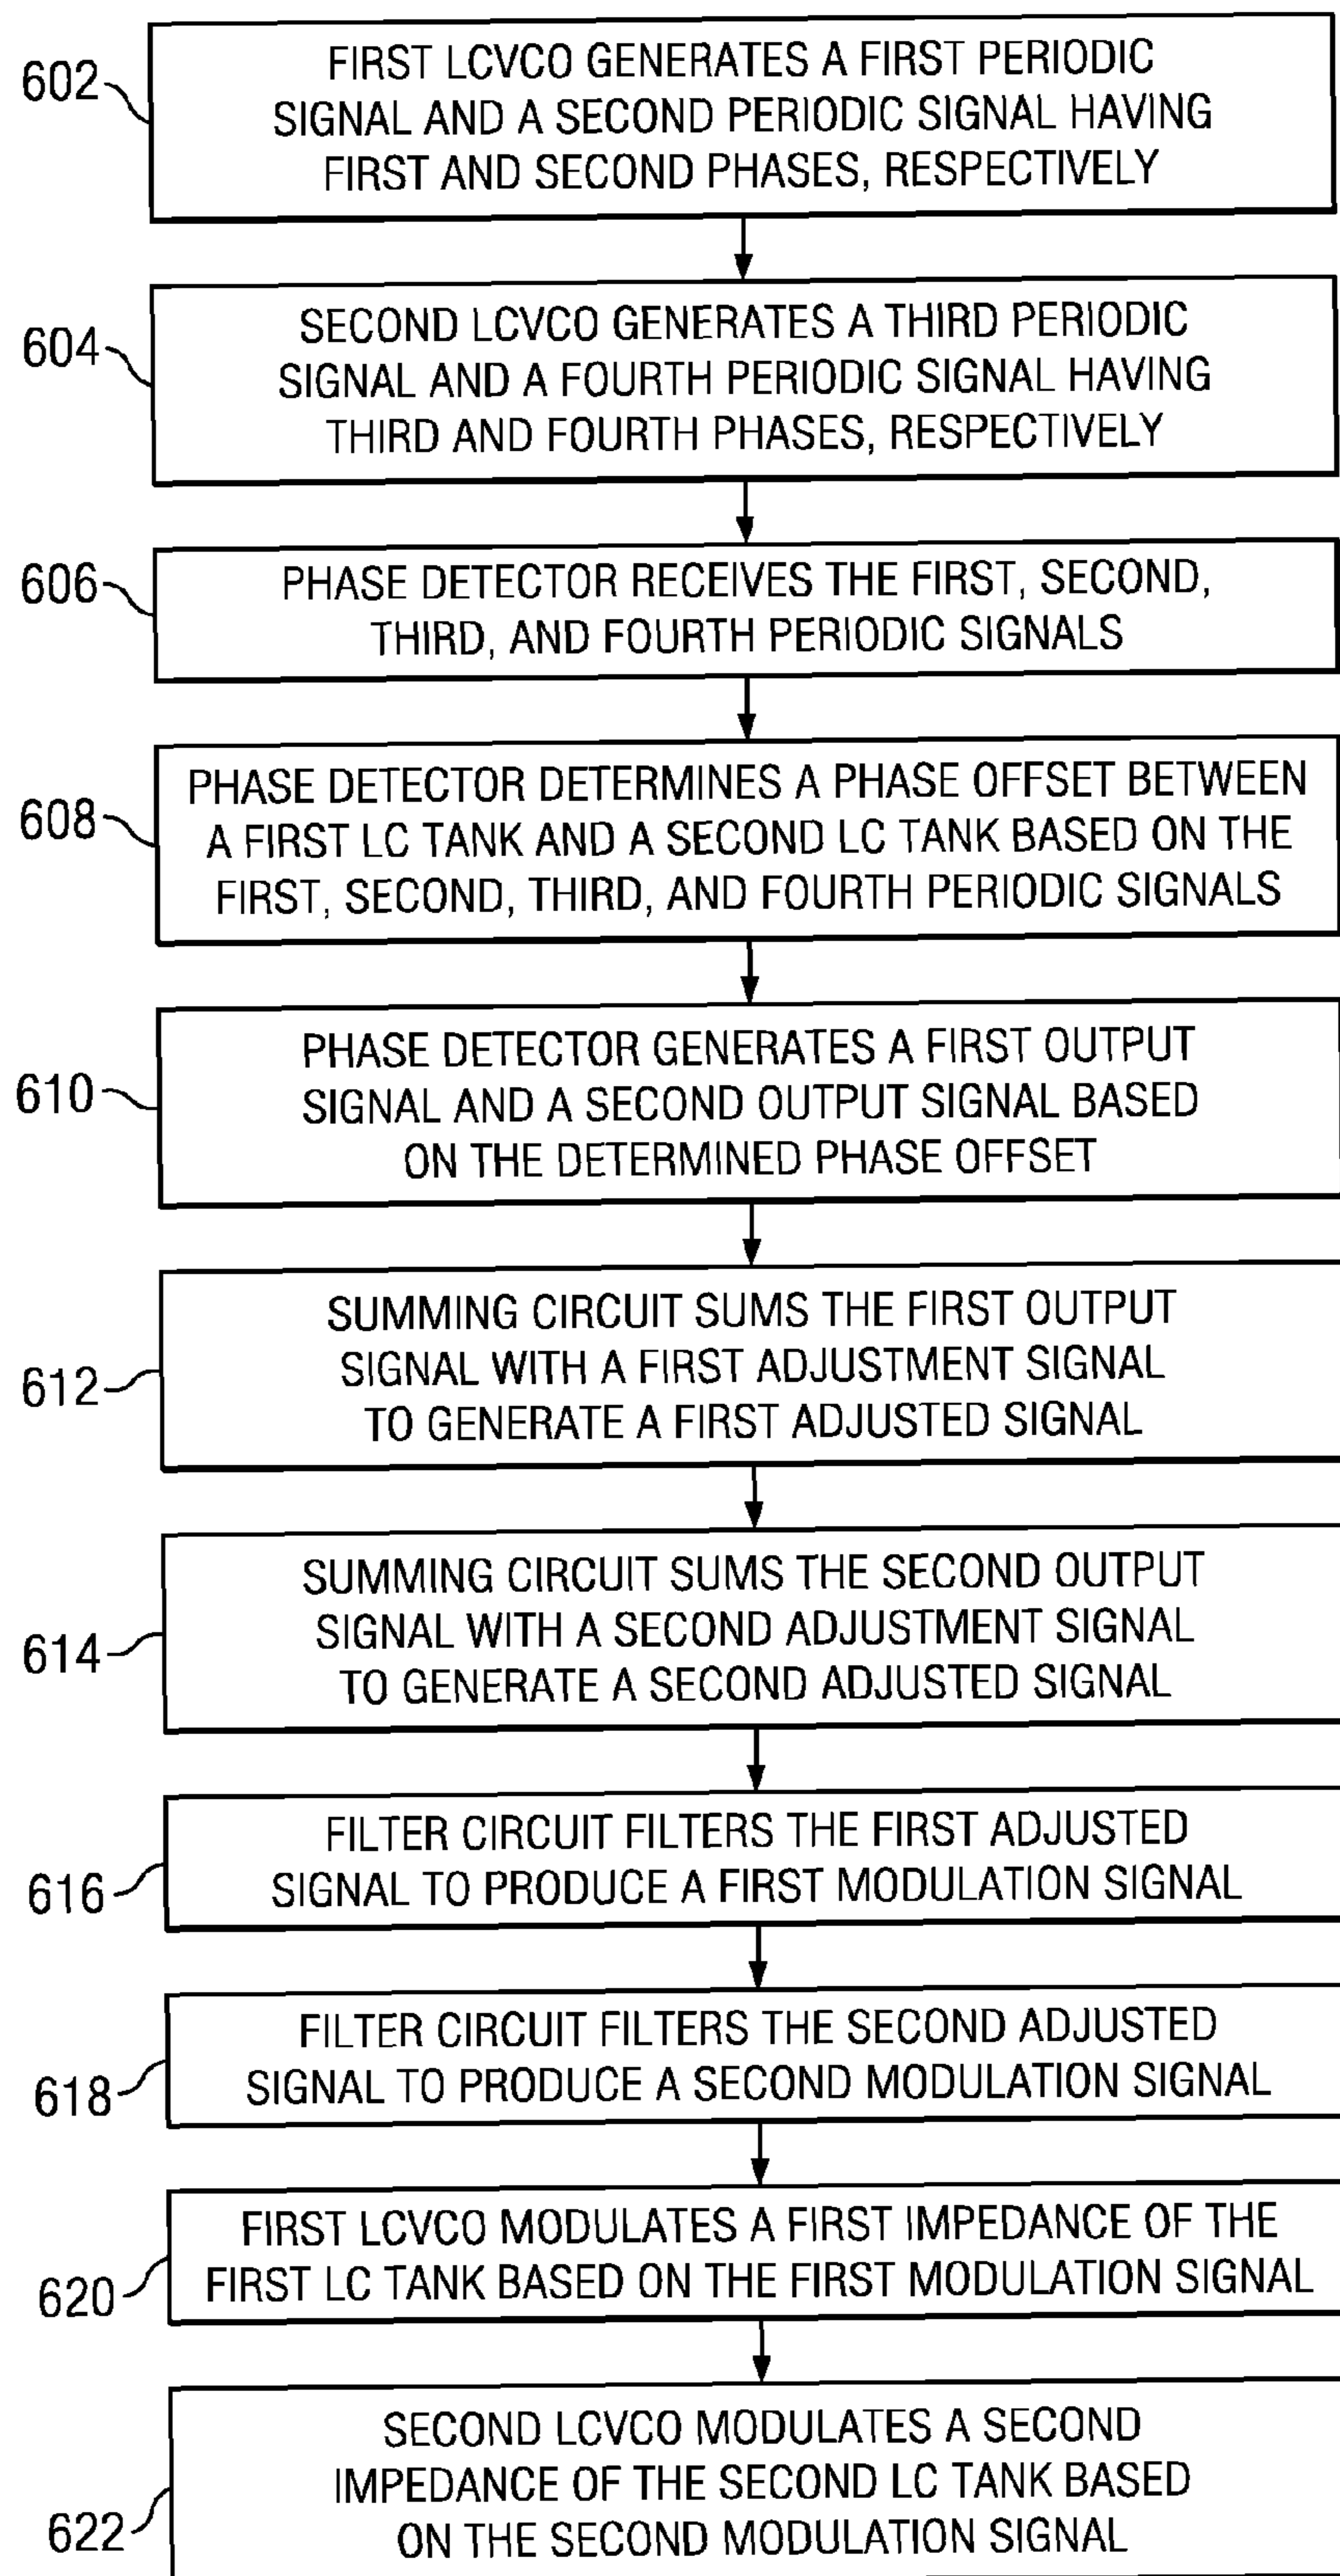 602
FIRST LCVCO GENERATES A FIRST PERIODIC
SIGNAL AND A SECOND PERIODIC SIGNAL HAVING
FIRST AND SECOND PHASES, RESPECTIVELY
604
SECOND LCVCO GENERATES A THIRD PERIODIC
SIGNAL AND A FOURTH PERIODIC SIGNAL HAVING
THIRD AND FOURTH PHASES, RESPECTIVELY
606
PHASE DETECTOR RECEIVES THE FIRST, SECOND,
THIRD, AND FOURTH PERIODIC SIGNALS
608
PHASE DETECTOR DETERMINES A PHASE OFFSET BETWEEN
A FIRST LC TANK AND A SECOND LC TANK BASED ON THE
FIRST, SECOND, THIRD, AND FOURTH PERIODIC SIGNALS
610
PHASE DETECTOR GENERATES A FIRST OUTPUT
SIGNAL AND A SECOND OUTPUT SIGNAL BASED
ON THE DETERMINED PHASE OFFSET
612
SUMMING CIRCUIT SUMS THE FIRST OUTPUT
SIGNAL WITH A FIRST ADJUSTMENT SIGNAL
TO GENERATE A FIRST ADJUSTED SIGNAL
614
SUMMING CIRCUIT SUMS THE SECOND OUTPUT
SIGNAL WITH A SECOND ADJUSTMENT SIGNAL
TO GENERATE A SECOND ADJUSTED SIGNAL
616
FILTER CIRCUIT FILTERS THE FIRST ADJUSTED
SIGNAL TO PRODUCE A FIRST MODULATION SIGNAL
618
FILTER CIRCUIT FILTERS THE SECOND ADJUSTED
SIGNAL TO PRODUCE A SECOND MODULATION SIGNAL
620
FIRST LCVCO MODULATES A FIRST IMPEDANCE OF THE
FIRST LC TANK BASED ON THE FIRST MODULATION SIGNAL
622
SECOND LCVCO MODULATES A SECOND
IMPEDANCE OF THE SECOND LC TANK BASED
ON THE SECOND MODULATION SIGNAL